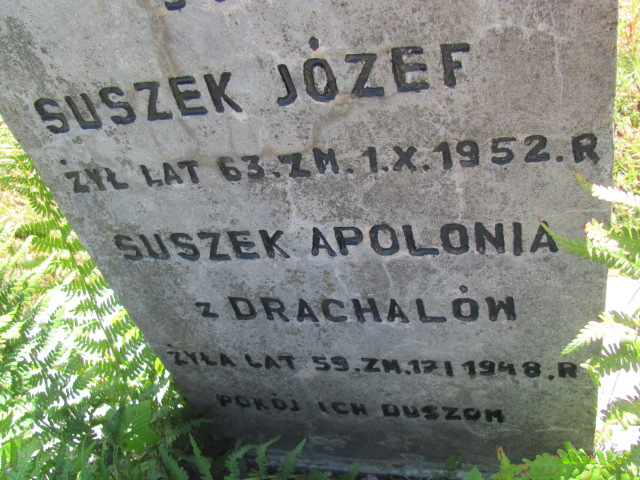 SUSZEK JÓZEF
ŻYŁ LAT 63. ZM. 1.X.1952.R
SUSZEK APOLONIA
z DRACHALÓW
ŻYŁA LAT 59. ZM. 1948.R
POKÓJ ICH DUSZOM